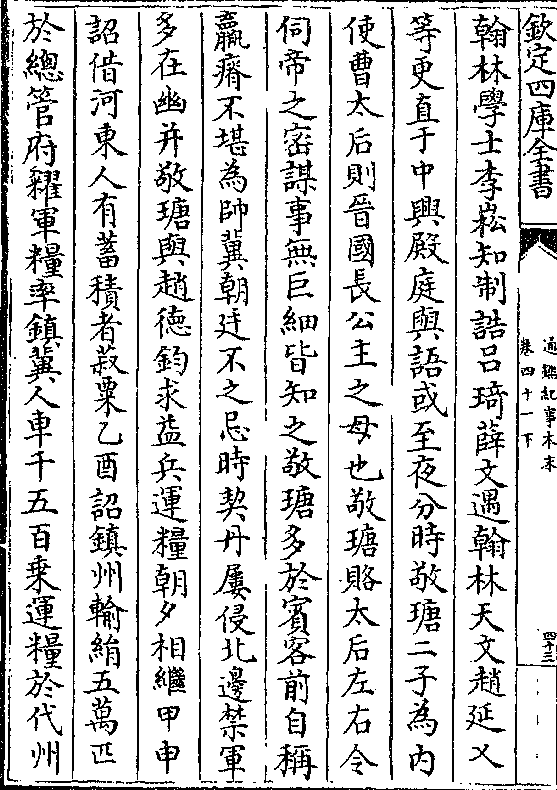 欽定四庫全書
通鑑紀事本末
卷四十一下
四十三
翰林學士李崧知制誥吕琦薛文遇翰林天文趙延乂
等更直于中興殿庭與語或至夜分時敬瑭二子為内
使曹太后則晉國長公主之母也敬瑭賂太后左右令
伺帝之密謀事無巨細皆知之敬瑭多於賓客前自稱
羸瘠不堪為帥冀朝廷不之忌時契丹屢侵北邊禁軍
多在幽并敬瑭與趙德鈞求益兵運糧朝夕相繼甲申
詔借河東人有蓄積者菽粟乙酉詔鎮州輸絹五萬匹
於總管府糴軍糧率鎮冀人車千五百乗運糧於代州